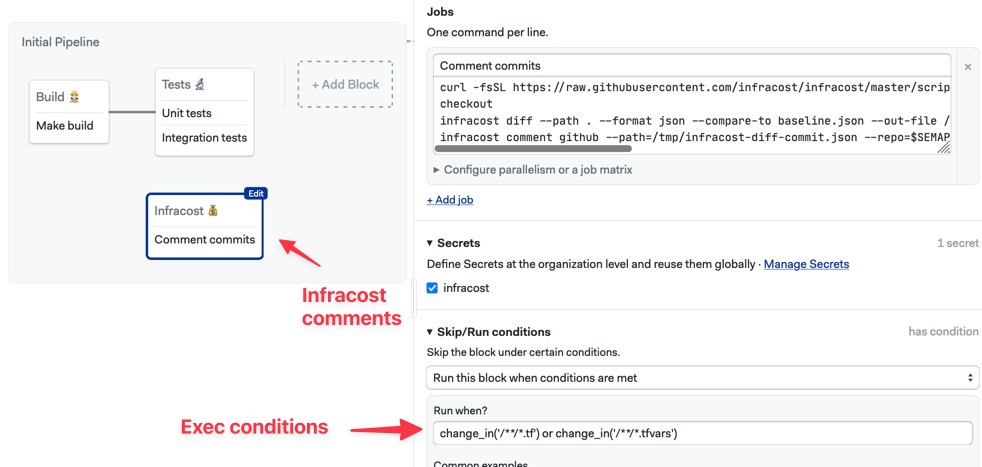 Initial Pipeline
Build
Make build
Tests
Unit tests
Integration tests
+ Add Block
Edit
Infracost
Comment commits
Infracost
comments
Exec conditions
Jobs
One command per line.
Comment commits
curl -fsSL https://raw.githubusercontent.com/infracost/infracost/master/scrip
checkout
infracost diff --path . --format json --compare-to baseline.json --out-file /
infracost comment github --path=/tmp/infracost-diff-commit.json --repo=$SEMAP
▸ Configure parallelism or a job matrix
+ Add job
▾ Secrets
1 secret
Define Secrets at the organization level and reuse them globally · Manage Secrets
infracost
▾ Skip/Run conditions
has condition
Skip the block under certain conditions.
Run this block when conditions are met
Run when?
change_in('/**/*.tf') or change_in('/**/*.tfvars')
Common examples